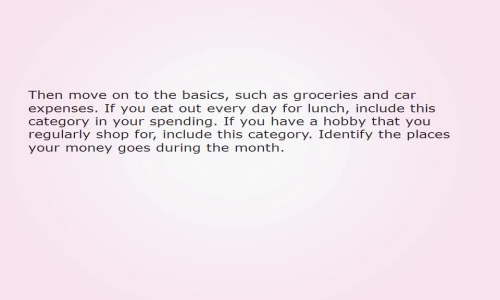 Then move on to the basics, such as groceries and car
expenses. If you eat out every day for lunch, include this
category in your spending. If you have a hobby that you
regularly shop for, include this category. Identify the places
your money goes during the month.